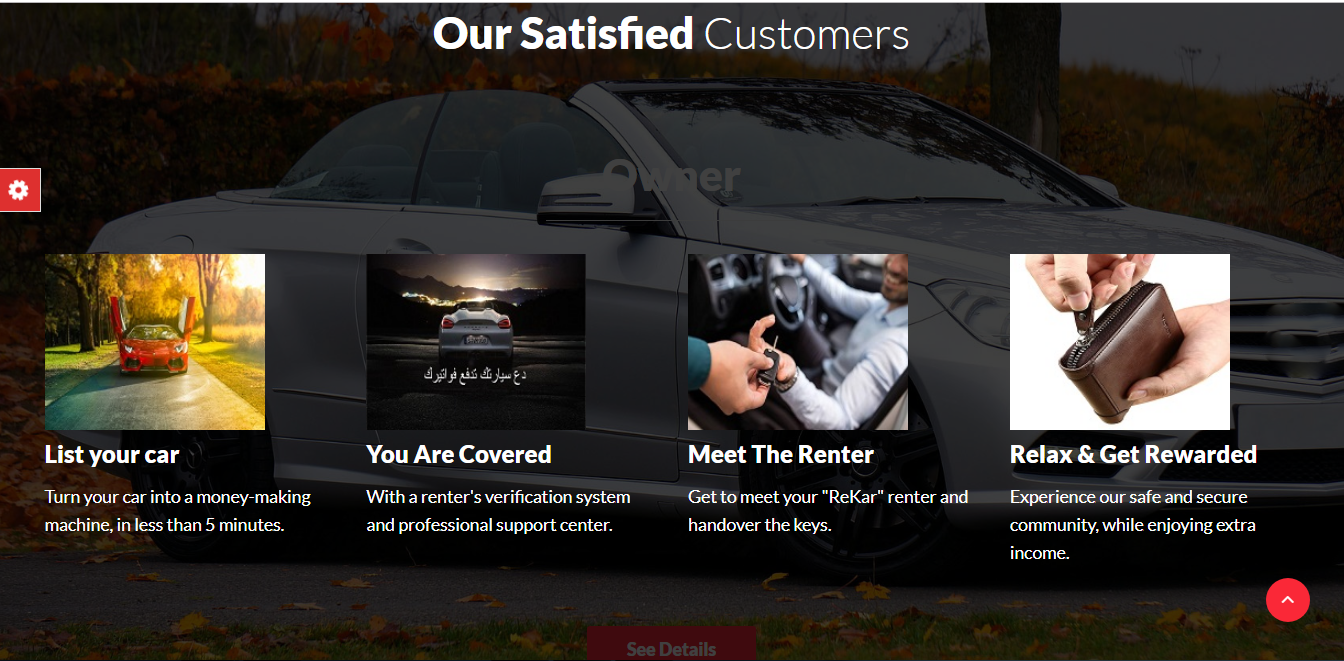 Our Satisfied Customers
Owner
دع سيارتك تدفع فواتيرك
List your car
Turn your car into a money-making
machine, in less than 5 minutes.
You Are Covered
With a renter's verification system
and professional support center.
Meet The Renter
Get to meet your "ReKar" renter and
handover the keys.
Relax & Get Rewarded
Experience our safe and secure
community, while enjoying extra
income.
See Details